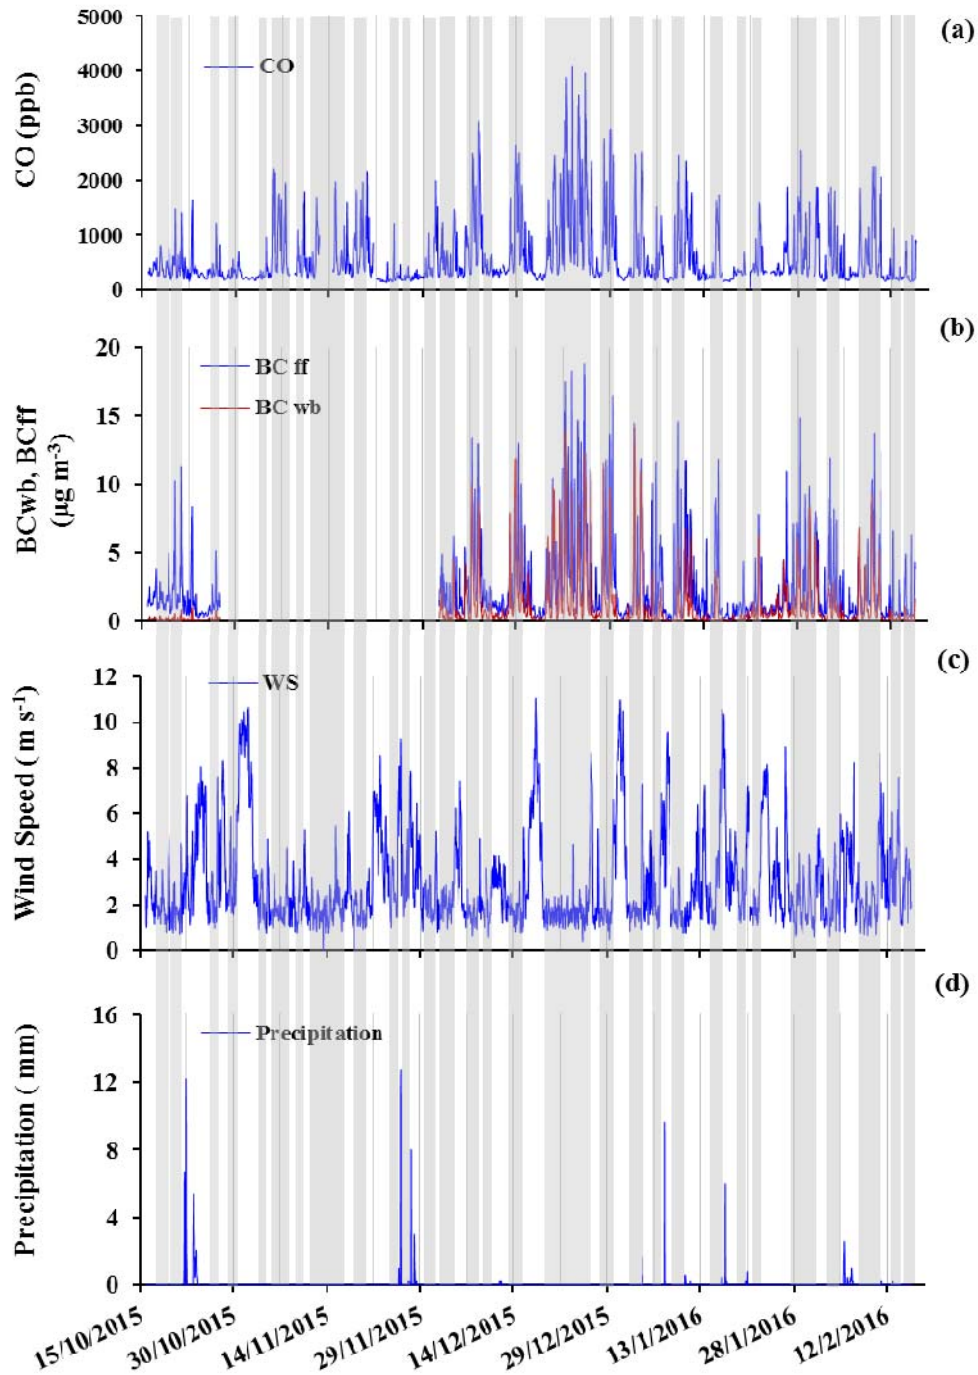 (a)
5000
4000
3000
2000
1000
0
CO (ppb)
CO
(b)
20
15
10
5
0
BCwb, BCff
(μg m-3)
BC ff
BC wb
(c)
12
10
8
6
4
2
0
Wind Speed ( m s-1)
WS
(d)
16
12
8
4
0
Precipitation ( mm)
Precipitation
15/10/2015
30/10/2015
14/11/2015
29/11/2015
14/12/2015
29/12/2015
13/1/2016
28/1/2016
12/2/2016